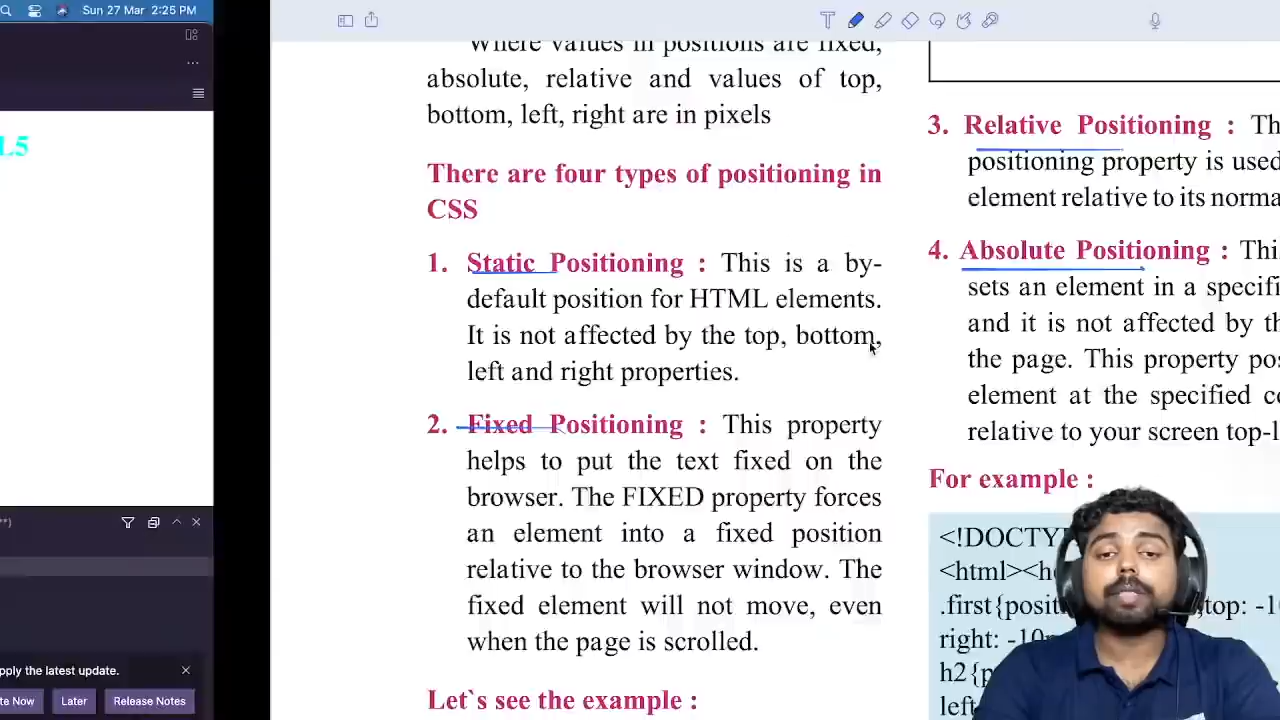 Sun 27 Mar 2:25 PM
L5
apply the latest update.
Later
Release Notes
Where values in positions are fixed,
absolute, relative and values of top,
bottom, left, right are in pixels
There are four types of positioning in
CSS
1. Static Positioning : This is a by-
default position for HTML elements.
It is not affected by the top, bottom,
left and right properties.
2. Fixed Positioning : This property
helps to put the text fixed on the
browser. The FIXED property forces
an element into a fixed position
relative to the browser window. The
fixed element will not move, even
when the page is scrolled.
Let`s see the example :
3. Relative Positioning :
positioning property is used
element relative to its
4. Absolute Positioning :
sets an element in a
and it is not affected by
the page. This property
element at the specified
relative to your screen
For example :
<!DOCTY
<html><he
.first{posit ,top: -1
right: -10
h2{p
left